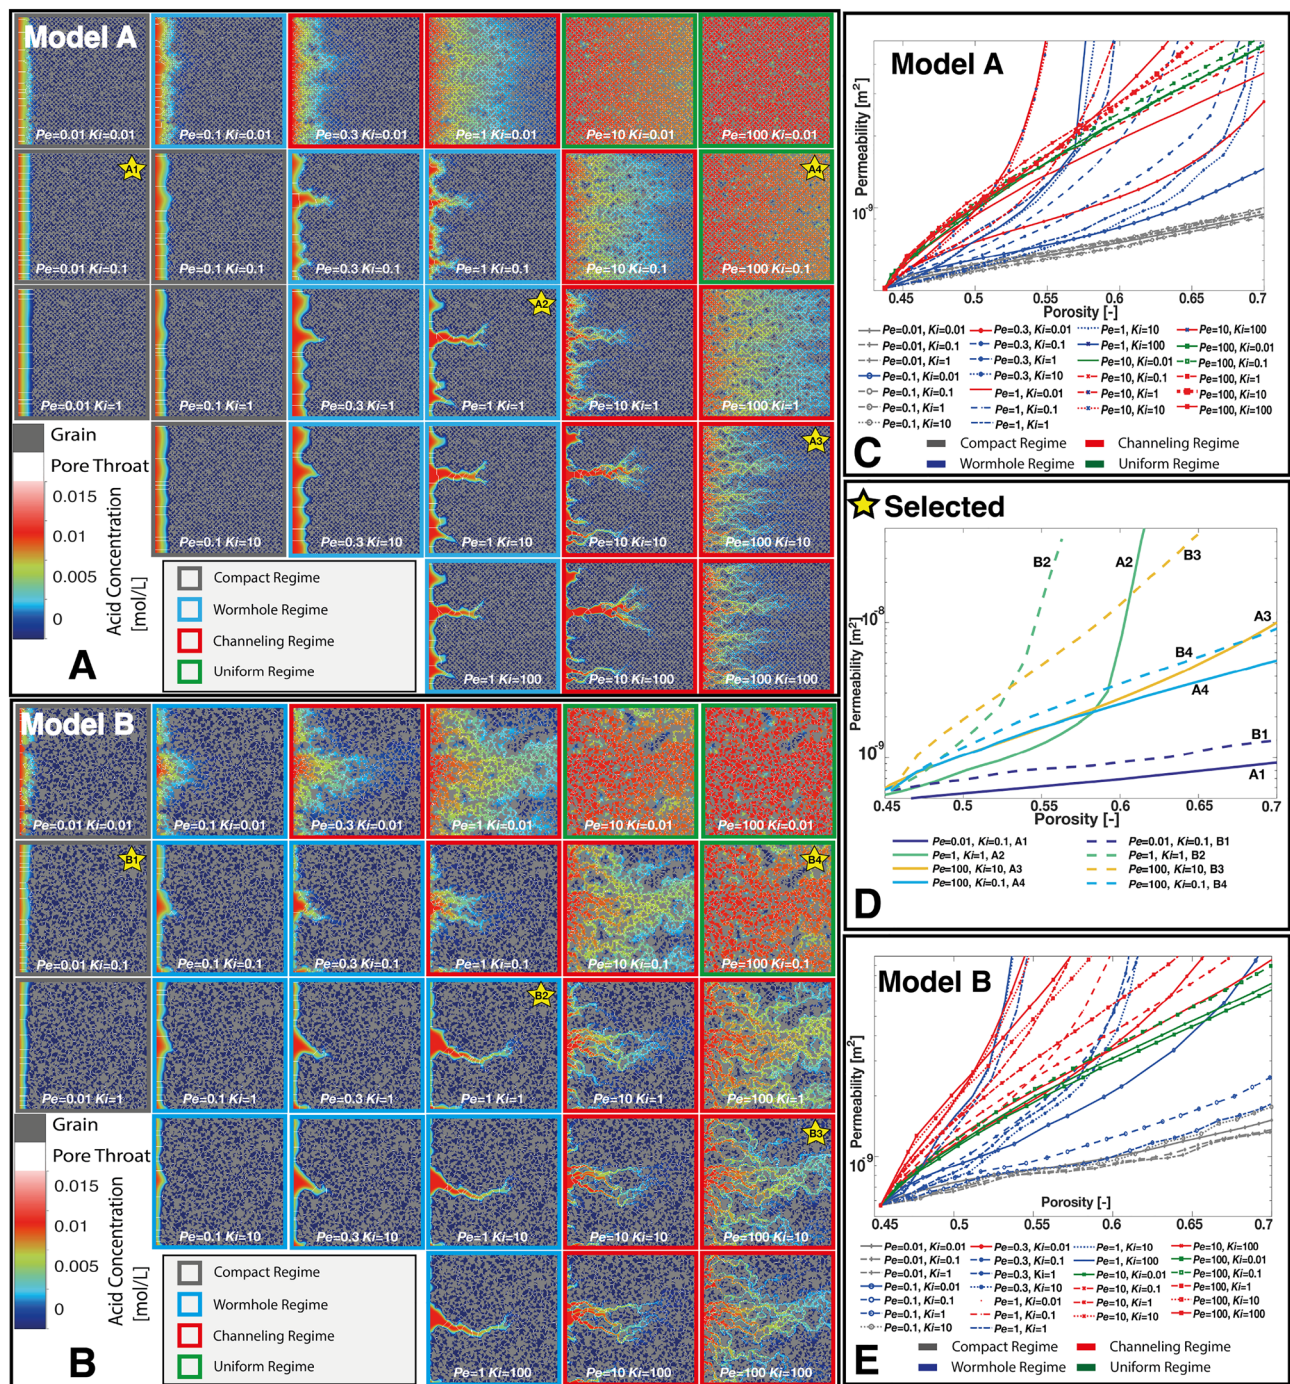 Model A
Pe=0.01 Ki=0.01
Pe=0.1 Ki=0.01
Pe=0.3 Ki=0.01
Pe=1 Ki=0.01
Pe=10 Ki=0.01
Pe=100 Ki=0.01
A1
A4
Pe=0.01 Ki=0.1
Pe=0.1 Ki=0.1
Pe=0.3 Ki=0.1
Pe=1 Ki=0.1
Pe=10 Ki=0.1
Pe=100 Ki=0.1
A2
Pe=0.01 Ki=1
Pe=0.1 Ki=1
Pe=0.3 Ki=1
Pe=1 Ki=1
Pe=10 Ki=1
Pe=100 Ki=1
A3
Pe=0.1 Ki=10
Pe=0.3 Ki=10
Pe=1 Ki=10
Pe=10 Ki=10
Pe=100 Ki=10
Pe=1 Ki=100
Pe=10 Ki=100
Pe=100 Ki=100
Grain
Pore Throat
0.015
0.01
0.005
0
Acid Concentration
[mol/L]
Compact Regime
Wormhole Regime
Channeling Regime
Uniform Regime
A
Model B
Pe=0.01 Ki=0.01
Pe=0.1 Ki=0.01
Pe=0.3 Ki=0.01
Pe=1 Ki=0.01
Pe=10 Ki=0.01
Pe=100 Ki=0.01
B1
B4
Pe=0.01 Ki=0.1
Pe=0.1 Ki=0.1
Pe=0.3 Ki=0.1
Pe=1 Ki=0.1
Pe=10 Ki=0.1
Pe=100 Ki=0.1
B2
Pe=0.01 Ki=1
Pe=0.1 Ki=1
Pe=0.3 Ki=1
Pe=1 Ki=1
Pe=10 Ki=1
Pe=100 Ki=1
B3
Pe=0.1 Ki=10
Pe=0.3 Ki=10
Pe=1 Ki=10
Pe=10 Ki=10
Pe=100 Ki=10
Pe=1 Ki=100
Pe=10 Ki=100
Pe=100 Ki=100
Grain
Pore Throat
0.015
0.01
0.005
0
Acid Concentration
[mol/L]
Compact Regime
Wormhole Regime
Channeling Regime
Uniform Regime
B
Model A
Permeability [m²]
10⁻⁹
0.45 0.5 0.55 0.6 0.65 0.7
Porosity [-]
Pe=0.01, Ki=0.01
Pe=0.01, Ki=0.1
Pe=0.01, Ki=1
Pe=0.1, Ki=0.01
Pe=0.1, Ki=0.1
Pe=0.1, Ki=1
Pe=0.1, Ki=10
Pe=0.3, Ki=0.01
Pe=0.3, Ki=0.1
Pe=0.3, Ki=1
Pe=0.3, Ki=10
Pe=1, Ki=0.01
Pe=1, Ki=0.1
Pe=1, Ki=1
Pe=1, Ki=10
Pe=1, Ki=100
Pe=10, Ki=0.01
Pe=10, Ki=0.1
Pe=10, Ki=1
Pe=10, Ki=10
Pe=10, Ki=100
Pe=100, Ki=0.01
Pe=100, Ki=0.1
Pe=100, Ki=1
Pe=100, Ki=10
Pe=100, Ki=100
Compact Regime
Channeling Regime
Wormhole Regime
Uniform Regime
C
Selected
B2
A2
B3
A3
B4
A4
B1
A1
Permeability [m²]
10⁻⁸
10⁻⁹
0.45 0.5 0.55 0.6 0.65 0.7
Porosity [-]
Pe=0.01, Ki=0.1, A1
Pe=1, Ki=1, A2
Pe=100, Ki=10, A3
Pe=100, Ki=0.1, A4
Pe=0.01, Ki=0.1, B1
Pe=1, Ki=1, B2
Pe=100, Ki=10, B3
Pe=100, Ki=0.1, B4
D
Model B
Permeability [m²]
10⁻⁹
Porosity [-]
0.45 0.5 0.55 0.6 0.65 0.7
Pe=0.01, Ki=0.01
Pe=0.01, Ki=0.1
Pe=0.01, Ki=1
Pe=0.1, Ki=0.01
Pe=0.1, Ki=0.1
Pe=0.1, Ki=1
Pe=0.1, Ki=10
Pe=0.3, Ki=0.01
Pe=0.3, Ki=0.1
Pe=0.3, Ki=1
Pe=0.3, Ki=10
Pe=1, Ki=0.01
Pe=1, Ki=0.1
Pe=1, Ki=1
Pe=1, Ki=10
Pe=1, Ki=100
Pe=10, Ki=0.01
Pe=10, Ki=0.1
Pe=10, Ki=1
Pe=10, Ki=10
Pe=10, Ki=100
Pe=100, Ki=0.01
Pe=100, Ki=0.1
Pe=100, Ki=1
Pe=100, Ki=10
Pe=100, Ki=100
Compact Regime
Channeling Regime
Wormhole Regime
Uniform Regime
E